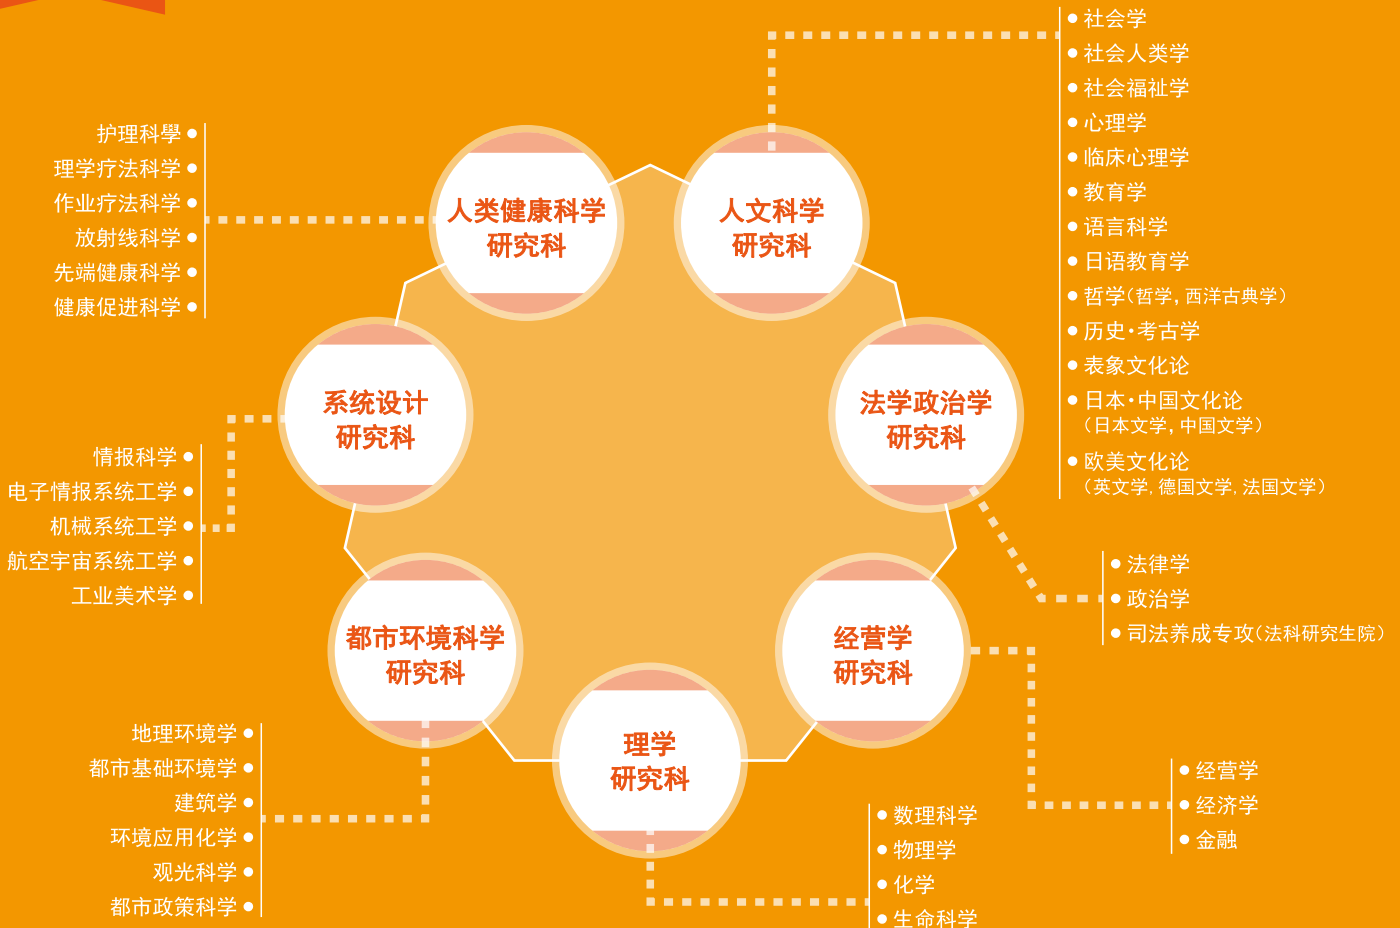 人类健康科学
研究科
护理科學
理学疗法科学
作业疗法科学
放射线科学
先端健康科学
健康促进科学
人文科学
研究科
社会学
社会人类学
社会福祉学
心理学
临床心理学
教育学
语言科学
日语教育学
哲学(哲学, 西洋古典学)
历史·考古学
表象文化论
日本·中国文化论
(日本文学, 中国文学)
欧美文化论
(英文学, 德国文学, 法国文学)
系统设计
研究科
情报科学
电子情报系统工学
机械系统工学
航空宇宙系统工学
工业美术学
法学政治学
研究科
法律学
政治学
司法养成专攻(法科研究生院)
都市环境科学
研究科
地理环境学
都市基础环境学
建筑学
环境应用化学
观光科学
都市政策科学
经营学
研究科
经营学
经济学
金融
理学
研究科
数理科学
物理学
化学
生命科学